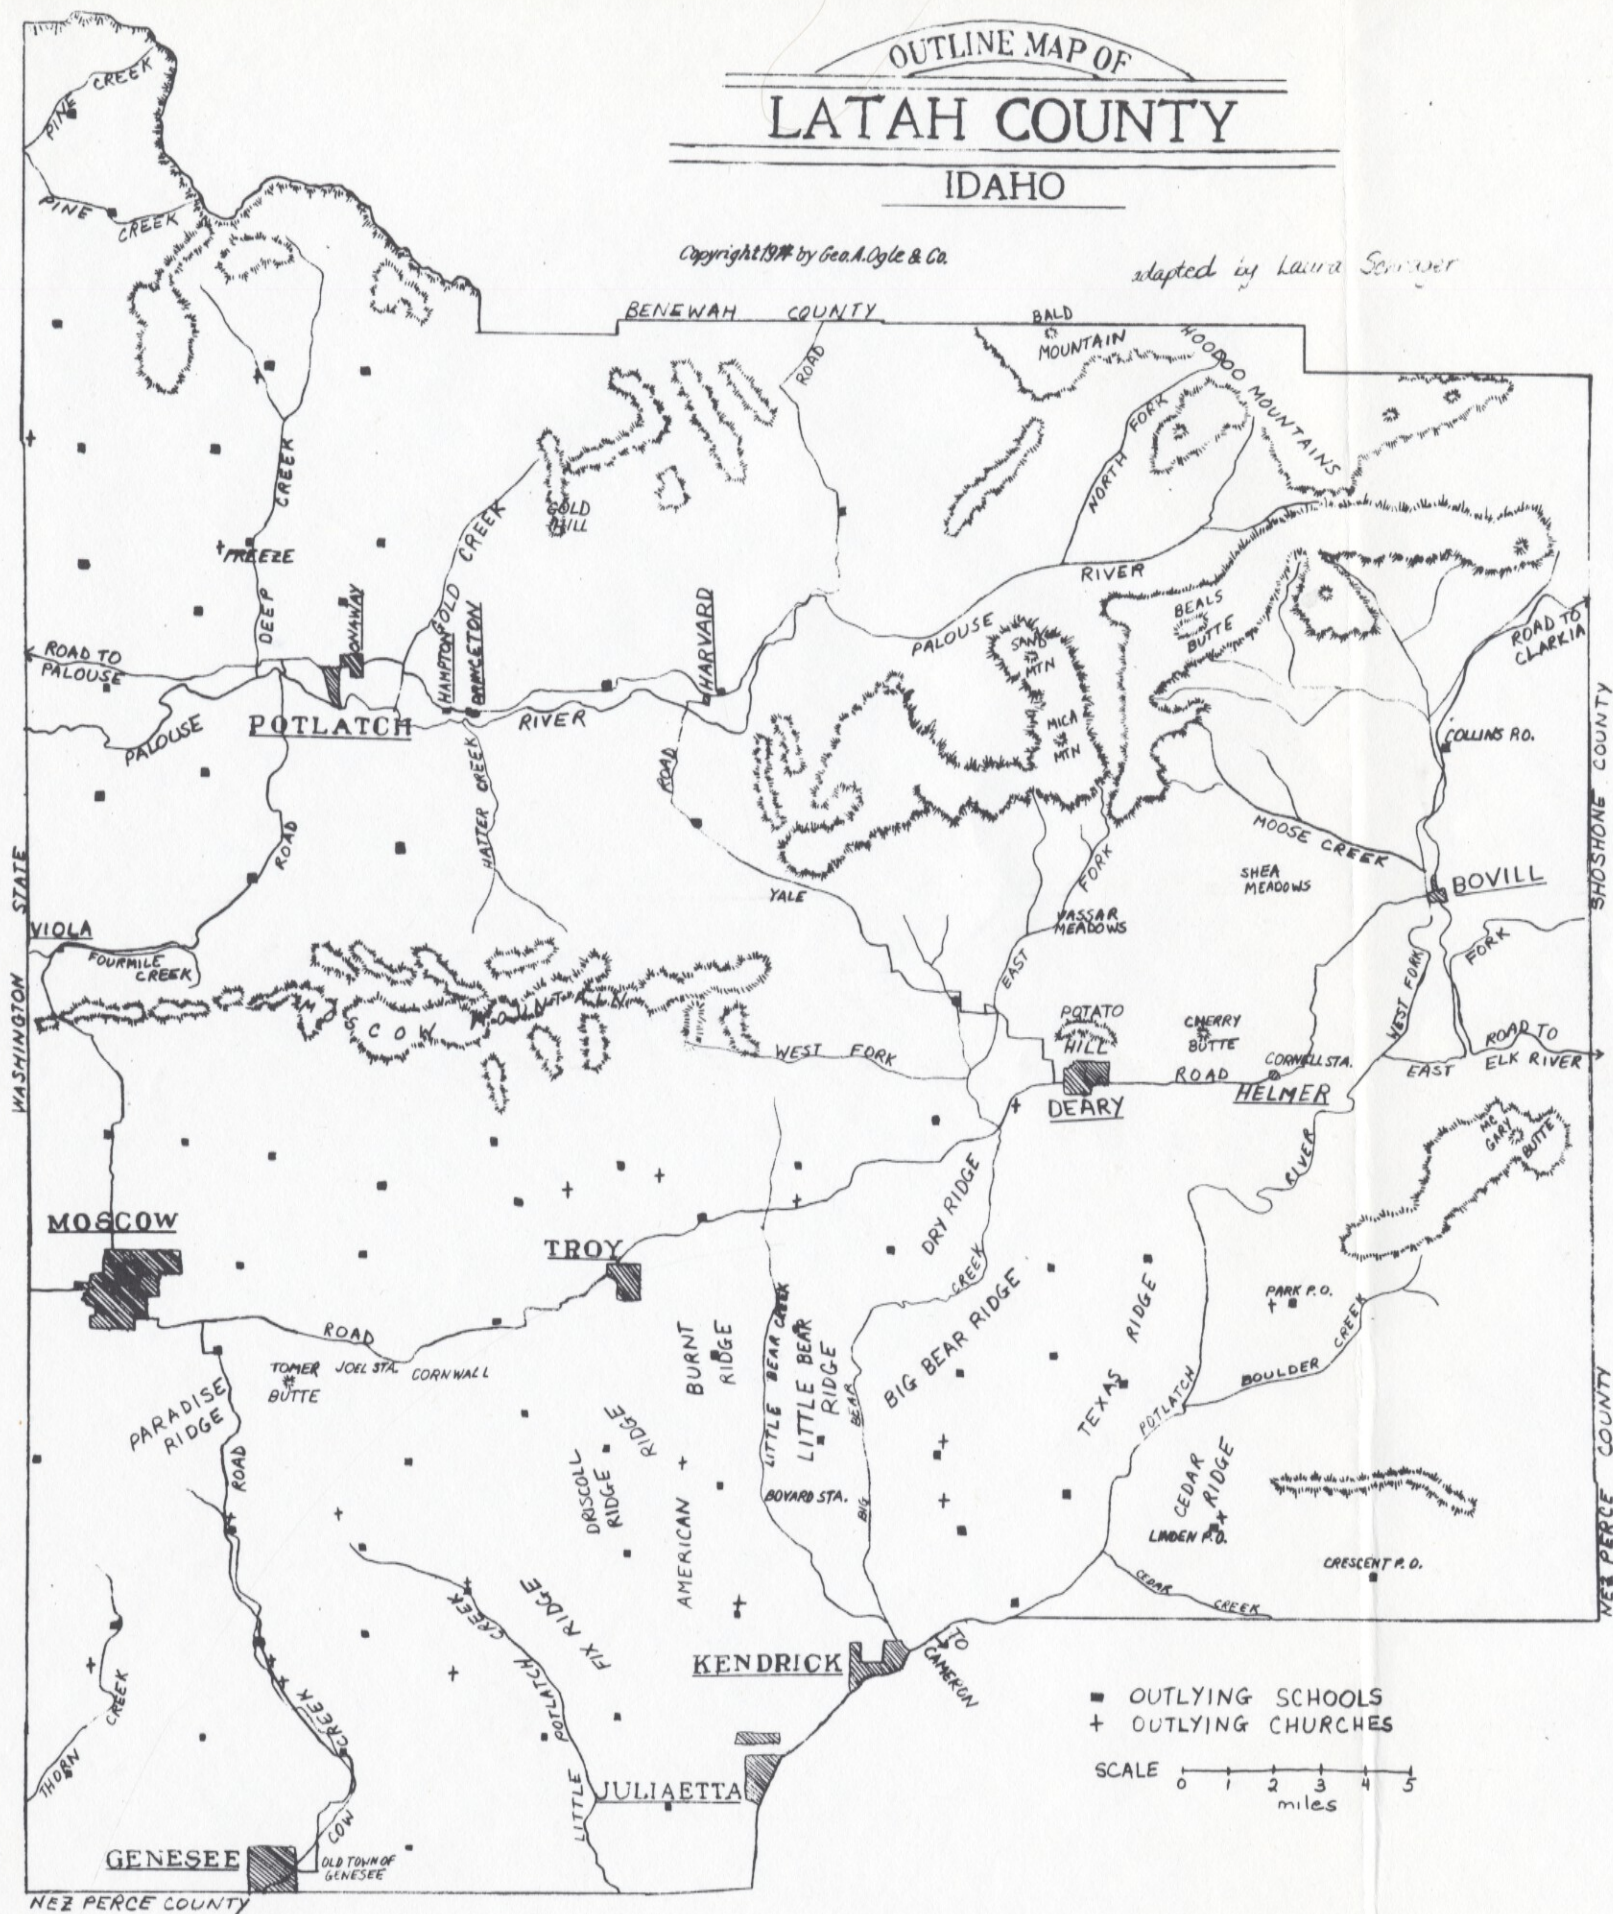 OUTLINE MAP OF
LATAH COUNTY
IDAHO
Copyright 1914 by Geo. A. Ogle & Co.
adapted by Laura Schrager
PINE CREEK
PINE CREEK
BENEWAH COUNTY
BALD
MOUNTAIN
HOODOO MOUNTAINS
ROAD
NORTH FORK
CREEK
GOLD
HILL
GOLD CREEK
FREEZE
DEEP
ONAWAY
HAMPTON
PRINCETON
HARVARD
PALOUSE
RIVER
BEALS
BUTTE
SAND
MTN
MICA
MTN
ROAD TO
CLARKIA
ROAD TO
PALOUSE
POTLATCH
RIVER
PALOUSE
COLLINS P.O.
SHOSHONE COUNTY
ROAD
HATTER CREEK
ROAD
MOOSE CREEK
SHEA
MEADOWS
BOVILL
YALE
FORK
VASSAR
MEADOWS
EAST
WASHINGTON STATE
VIOLA
FOURMILE
CREEK
COW MOUNTAIN
WEST FORK
POTATO
HILL
CHERRY
BUTTE
CORNELL STA.
WEST FORK
FORK
EAST
ROAD TO
ELK RIVER
DEARY
ROAD
HELMER
MC
GARY
BUTTE
RIVER
MOSCOW
TROY
DRY RIDGE
CREEK
BIG BEAR RIDGE
TEXAS RIDGE
PARK P.O.
BOULDER CREEK
POTLATCH
ROAD
TOMER
BUTTE
JOEL STA.
CORNWALL
BURNT
RIDGE
LITTLE BEAR CREEK
LITTLE BEAR
RIDGE
BIG BEAR
PARADISE
RIDGE
ROAD
DRISCOLL
RIDGE
AMERICAN RIDGE
BOVARD STA.
CEDAR
RIDGE
LINDEN P.O.
CRESCENT P.O.
CEDAR CREEK
NEZ PERCE COUNTY
FIX RIDGE
CREEK
POTLATCH
LITTLE
KENDRICK
TO
CAMERON
THORN CREEK
CREEK
COW
JULIAETTA
GENESEE
OLD TOWN OF
GENESEE
NEZ PERCE COUNTY
OUTLYING SCHOOLS
OUTLYING CHURCHES
SCALE 0 1 2 3 4 5
miles